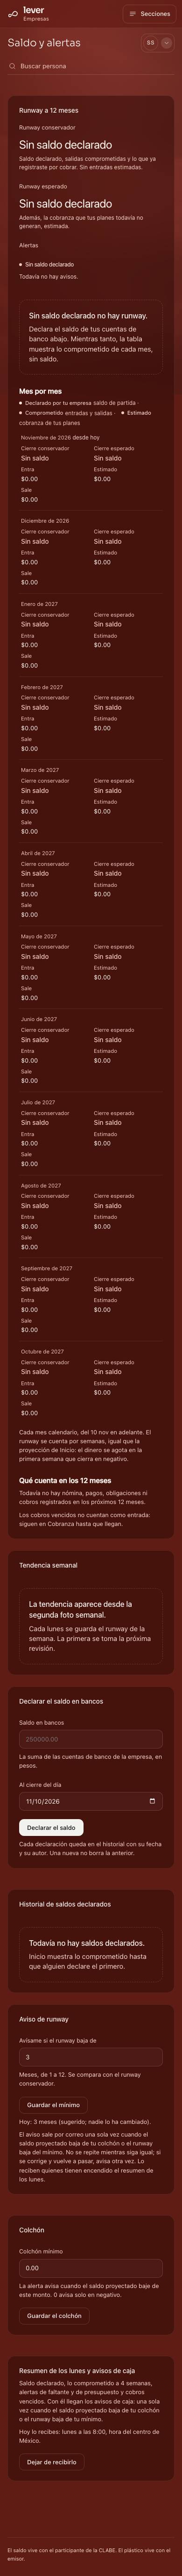 lever
Empresas
Secciones
Saldo y alertas
SS
Buscar persona
Runway a 12 meses
Runway conservador
Sin saldo declarado
Saldo declarado, salidas comprometidas y lo que ya registraste por cobrar. Sin entradas estimadas.
Runway esperado
Sin saldo declarado
Además, la cobranza que tus planes todavía no generan, estimada.
Alertas
Sin saldo declarado
Todavía no hay avisos.
Sin saldo declarado no hay runway.
Declara el saldo de tus cuentas de banco abajo. Mientras tanto, la tabla muestra lo comprometido de cada mes, sin saldo.
Mes por mes
Declarado por tu empresa saldo de partida ·
Comprometido entradas y salidas · Estimado
cobranza de tus planes
Noviembre de 2026 desde hoy
Cierre conservador Cierre esperado
Sin saldo Sin saldo
Entra Estimado
$0.00 $0.00
Sale
$0.00
Diciembre de 2026
Cierre conservador Cierre esperado
Sin saldo Sin saldo
Entra Estimado
$0.00 $0.00
Sale
$0.00
Enero de 2027
Cierre conservador Cierre esperado
Sin saldo Sin saldo
Entra Estimado
$0.00 $0.00
Sale
$0.00
Febrero de 2027
Cierre conservador Cierre esperado
Sin saldo Sin saldo
Entra Estimado
$0.00 $0.00
Sale
$0.00
Marzo de 2027
Cierre conservador Cierre esperado
Sin saldo Sin saldo
Entra Estimado
$0.00 $0.00
Sale
$0.00
Abril de 2027
Cierre conservador Cierre esperado
Sin saldo Sin saldo
Entra Estimado
$0.00 $0.00
Sale
$0.00
Mayo de 2027
Cierre conservador Cierre esperado
Sin saldo Sin saldo
Entra Estimado
$0.00 $0.00
Sale
$0.00
Junio de 2027
Cierre conservador Cierre esperado
Sin saldo Sin saldo
Entra Estimado
$0.00 $0.00
Sale
$0.00
Julio de 2027
Cierre conservador Cierre esperado
Sin saldo Sin saldo
Entra Estimado
$0.00 $0.00
Sale
$0.00
Agosto de 2027
Cierre conservador Cierre esperado
Sin saldo Sin saldo
Entra Estimado
$0.00 $0.00
Sale
$0.00
Septiembre de 2027
Cierre conservador Cierre esperado
Sin saldo Sin saldo
Entra Estimado
$0.00 $0.00
Sale
$0.00
Octubre de 2027
Cierre conservador Cierre esperado
Sin saldo Sin saldo
Entra Estimado
$0.00 $0.00
Sale
$0.00
Cada mes calendario, del 10 nov en adelante. El runway se cuenta por semanas, igual que la proyección de Inicio: el dinero se agota en la primera semana que cierra en negativo.
Qué cuenta en los 12 meses
Todavía no hay nómina, pagos, obligaciones ni cobros registrados en los próximos 12 meses.
Los cobros vencidos no cuentan como entrada: siguen en Cobranza hasta que llegan.
Tendencia semanal
La tendencia aparece desde la segunda foto semanal.
Cada lunes se guarda el runway de la semana. La primera se toma la próxima revisión.
Declarar el saldo en bancos
Saldo en bancos
250000.00
La suma de las cuentas de banco de la empresa, en pesos.
Al cierre del día
11/10/2026
Declarar el saldo
Cada declaración queda en el historial con su fecha y su autor. Una nueva no borra la anterior.
Historial de saldos declarados
Todavía no hay saldos declarados.
Inicio muestra lo comprometido hasta que alguien declare el primero.
Aviso de runway
Avísame si el runway baja de
3
Meses, de 1 a 12. Se compara con el runway conservador.
Guardar el mínimo
Hoy: 3 meses (sugerido; nadie lo ha cambiado).
El aviso sale por correo una sola vez cuando el saldo proyectado baja de tu colchón o el runway baja del mínimo. No se repite mientras siga igual; si se corrige y vuelve a pasar, avisa otra vez. Lo reciben quienes tienen encendido el resumen de los lunes.
Colchón
Colchón mínimo
0.00
La alerta avisa cuando el saldo proyectado baje de este monto. 0 avisa solo en negativo.
Guardar el colchón
Resumen de los lunes y avisos de caja
Saldo declarado, lo comprometido a 4 semanas, alertas de faltante y de presupuesto y cobros vencidos. Con él llegan los avisos de caja: una sola vez cuando el saldo proyectado baja de tu colchón o el runway baja de tu mínimo.
Hoy lo recibes: lunes a las 8:00, hora del centro de México.
Dejar de recibirlo
El saldo vive con el participante de la CLABE. El plástico vive con el emisor.